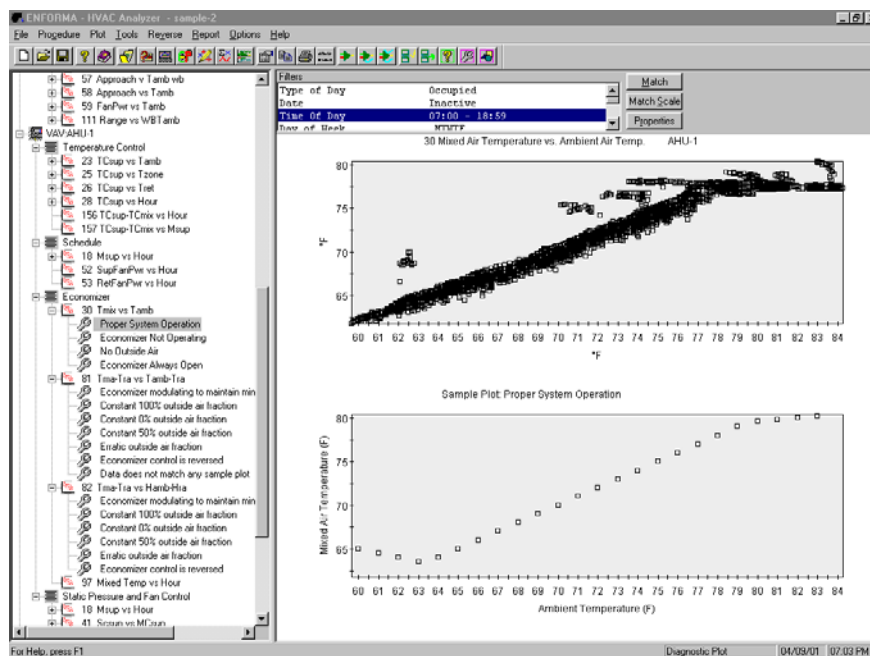 ENFORMA - HVAC Analyzer - sample-2
File Procedure Plot Tools Reverse Report Options Help
57 Approach v Tamb wb
58 Approach vs Tamb
59 FanPwr vs Tamb
111 Range vs WBTamb
VAV:AHU-1
Temperature Control
23 TCsup vs Tamb
25 TCsup vs Tzone
26 TCsup vs Tret
28 TCsup vs Hour
156 TCsup-TCmix vs Hour
157 TCsup-TCmix vs Msup
Schedule
18 Msup vs Hour
52 SupFanPwr vs Hour
53 RetFanPwr vs Hour
Economizer
30 Tmix vs Tamb
Proper System Operation
Economizer Not Operating
No Outside Air
Economizer Always Open
81 Tma-Tra vs Tamb-Tra
Economizer modulating to maintain min
Constant 100% outside air fraction
Constant 0% outside air fraction
Constant 50% outside air fraction
Erratic outside air fraction
Economizer control is reversed
Data does not match any sample plot
82 Tma-Tra vs Hamb-Hra
Economizer modulating to maintain min
Constant 100% outside air fraction
Constant 0% outside air fraction
Constant 50% outside air fraction
Erratic outside air fraction
Economizer control is reversed
97 Mixed Temp vs Hour
Static Pressure and Fan Control
18 Msup vs Hour
41 Scsup vs MCsup
Filters
Type of Day Occupied
Date Inactive
Time Of Day 07:00 - 18:59
Day of Week MTWTF
Match
Match Scale
Properties
30 Mixed Air Temperature vs. Ambient Air Temp. AHU-1
80
75
°F
70
65
60 61 62 63 64 65 66 67 68 69 70 71 72 73 74 75 76 77 78 79 80 81 82 83 84
°F
Sample Plot: Proper System Operation
80
75
Mixed Air Temperature (F)
70
65
60 61 62 63 64 65 66 67 68 69 70 71 72 73 74 75 76 77 78 79 80 81 82 83 84
Ambient Temperature (F)
For Help, press F1
Diagnostic Plot 04/09/01 07:03 PM